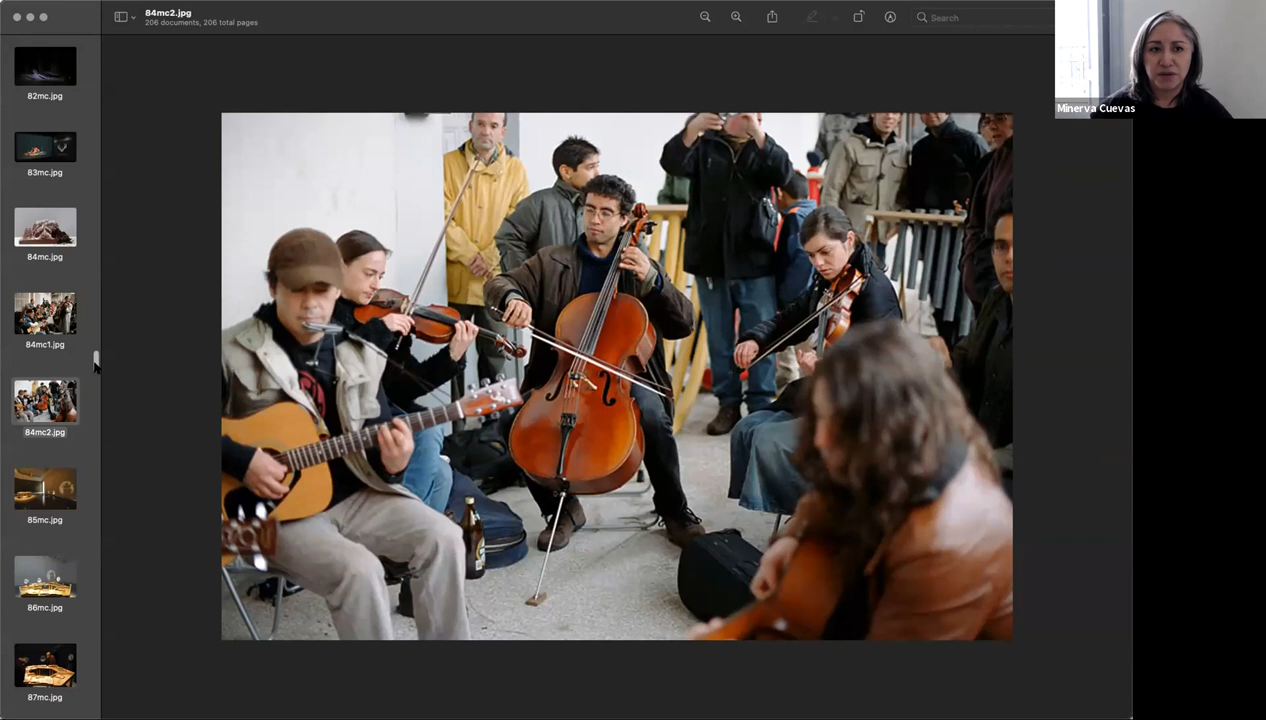 84mc2.jpg
206 documents, 206 total pages
Search
Minerva Cuevas
82mc.jpg
83mc.jpg
84mc.jpg
84mc1.jpg
84mc2.jpg
85mc.jpg
86mc.jpg
87mc.jpg